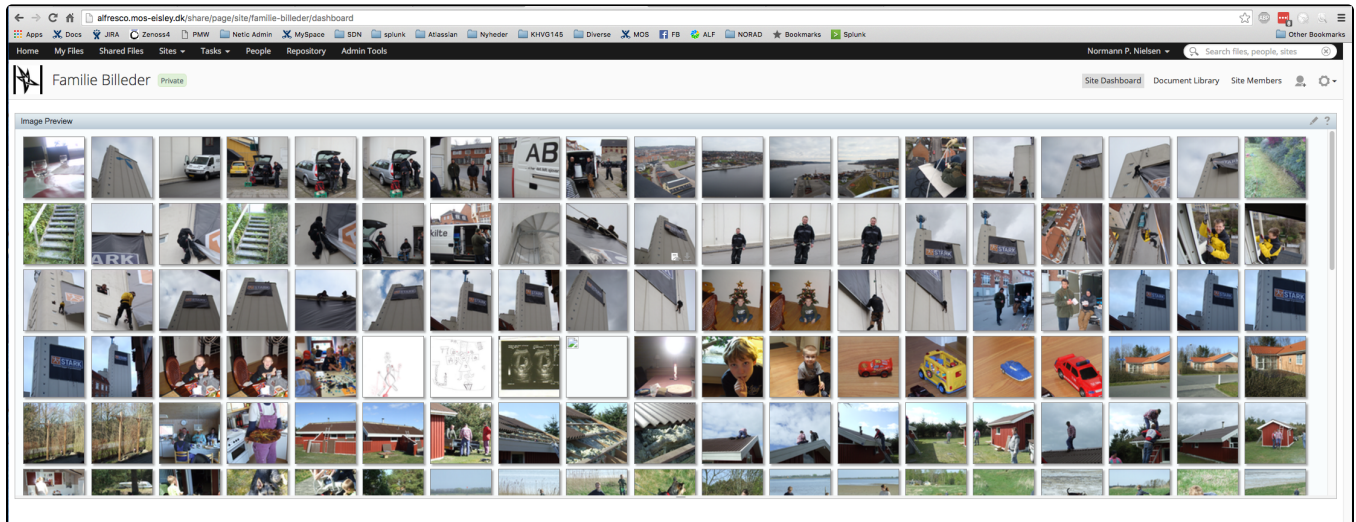 alfresco.mos-eisley.dk/share/page/site/familie-billeder/dashboard
Apps Docs JIRA Zenoss4 PMW Netic Admin MySpace SDN splunk Atlassian Nyheder KHVG145 Diverse MOS FB ALF NORAD Bookmarks Splunk Other Bookmarks
Home My Files Shared Files Sites Tasks People Repository Admin Tools Normann P. Nielsen Search files, people, sites
Familie Billeder Private Site Dashboard Document Library Site Members
Image Preview ?
AB
STARK
ARK
kilte
STARK
STARK
STARK
STARK
STARK